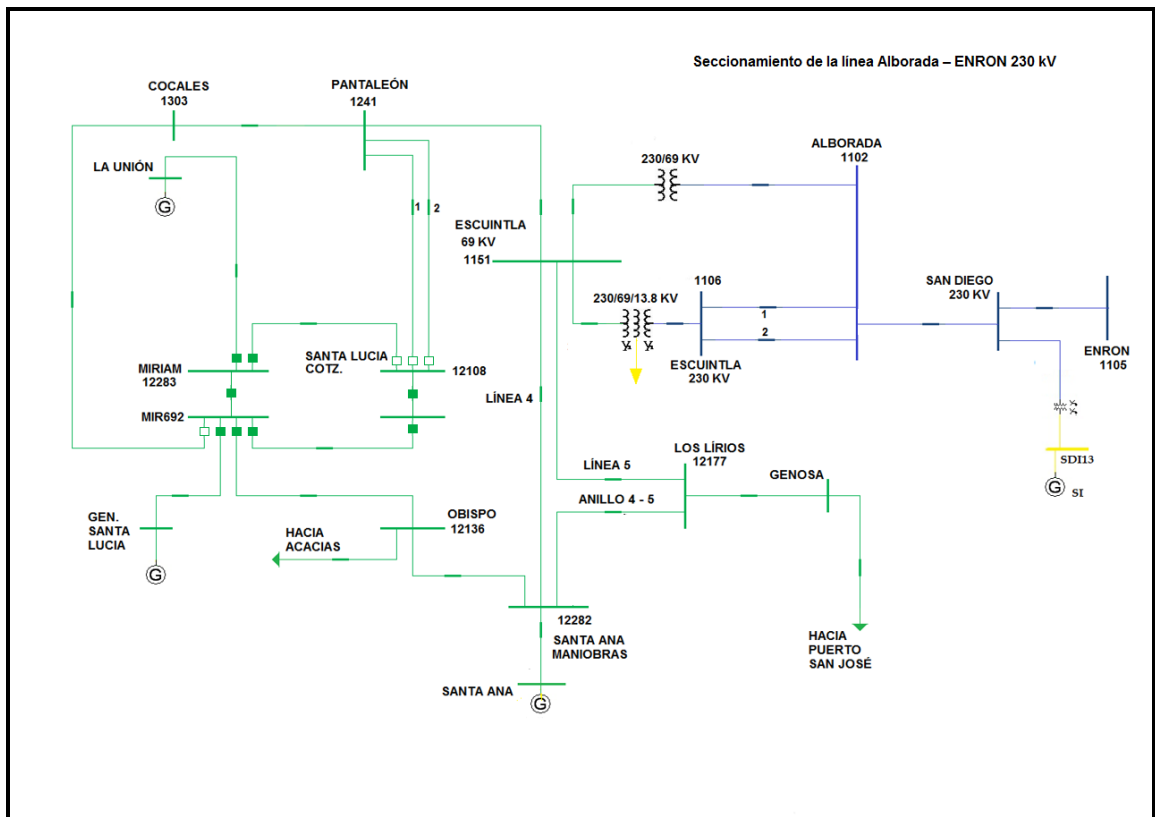 Seccionamiento de la línea Alborada – ENRON 230 kV
COCALES
1303
PANTALEÓN
1241
LA UNIÓN
G
1
2
230/69 KV
ALBORADA
1102
ESCUINTLA
69 KV
1151
230/69/13.8 KV
1106
1
2
ESCUINTLA
230 KV
SAN DIEGO
230 KV
ENRON
1105
MIRIAM
12283
SANTA LUCIA
COTZ.
12108
MIR692
LÍNEA 4
SDI13
G
SI
LOS LÍRIOS
12177
LÍNEA 5
ANILLO 4 - 5
GENOSA
GEN.
SANTA
LUCIA
G
OBISPO
12136
HACIA
ACACIAS
12282
SANTA ANA
MANIOBRAS
HACIA
PUERTO
SAN JOSÉ
SANTA ANA
G